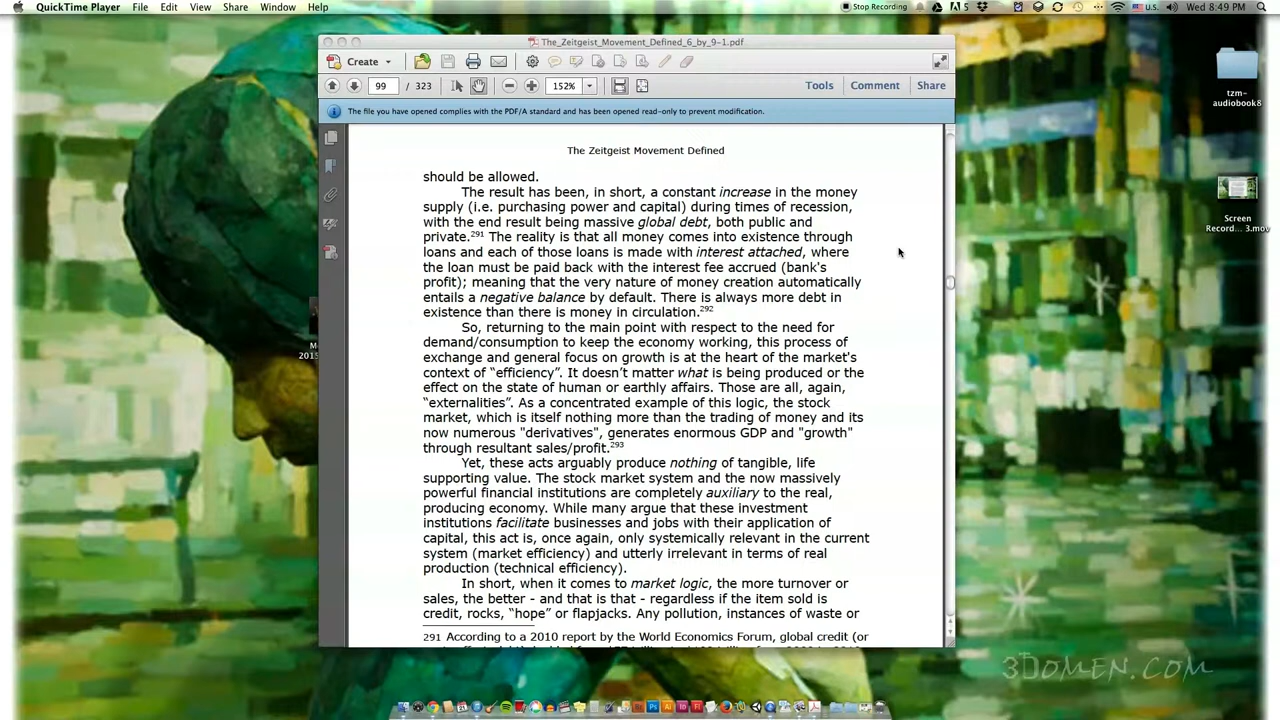 QuickTime Player File Edit View Share Window Help
Stop Recording 5 U.S. Wed 8:49 PM
The_Zeitgeist_Movement_Defined_6_by_9-1.pdf
Create
99 / 323 152% Tools Comment Share
The file you have opened complies with the PDF/A standard and has been opened read-only to prevent modification.
The Zeitgeist Movement Defined
should be allowed.
The result has been, in short, a constant increase in the money
supply (i.e. purchasing power and capital) during times of recession,
with the end result being massive global debt, both public and
private.291 The reality is that all money comes into existence through
loans and each of those loans is made with interest attached, where
the loan must be paid back with the interest fee accrued (bank's
profit); meaning that the very nature of money creation automatically
entails a negative balance by default. There is always more debt in
existence than there is money in circulation.292
So, returning to the main point with respect to the need for
demand/consumption to keep the economy working, this process of
exchange and general focus on growth is at the heart of the market's
context of “efficiency”. It doesn’t matter what is being produced or the
effect on the state of human or earthly affairs. Those are all, again,
“externalities”. As a concentrated example of this logic, the stock
market, which is itself nothing more than the trading of money and its
now numerous "derivatives", generates enormous GDP and "growth"
through resultant sales/profit.293
Yet, these acts arguably produce nothing of tangible, life
supporting value. The stock market system and the now massively
powerful financial institutions are completely auxiliary to the real,
producing economy. While many argue that these investment
institutions facilitate businesses and jobs with their application of
capital, this act is, once again, only systemically relevant in the current
system (market efficiency) and utterly irrelevant in terms of real
production (technical efficiency).
In short, when it comes to market logic, the more turnover or
sales, the better - and that is that - regardless if the item sold is
credit, rocks, “hope” or flapjacks. Any pollution, instances of waste or
291 According to a 2010 report by the World Economics Forum, global credit (or
tzm-
audiobook8
Screen
Record... 3.mov
3DOMEN.COM